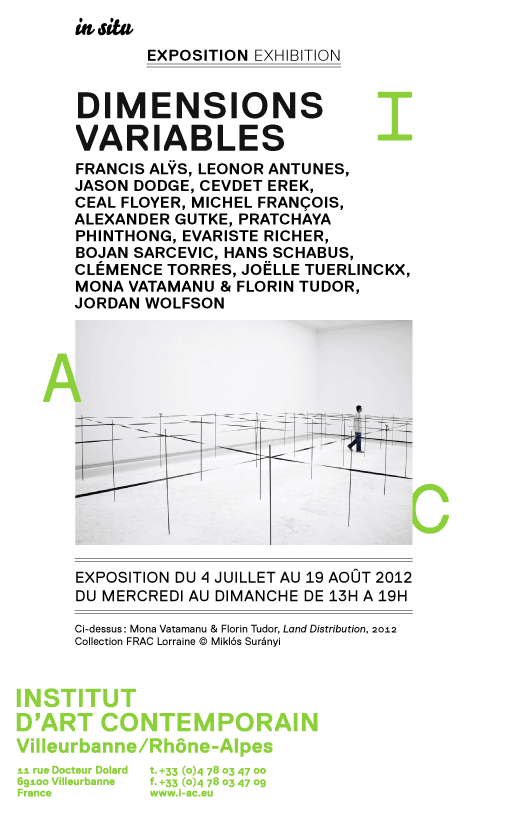 in situ
EXPOSITION EXHIBITION
DIMENSIONS
VARIABLES
I
FRANCIS ALŸS, LEONOR ANTUNES,
JASON DODGE, CEVDET EREK,
CEAL FLOYER, MICHEL FRANÇOIS,
ALEXANDER GUTKE, PRATCHAYA
PHINTHONG, EVARISTE RICHER,
BOJAN SARCEVIC, HANS SCHABUS,
CLÉMENCE TORRES, JOËLLE TUERLINCKX,
MONA VATAMANU & FLORIN TUDOR,
JORDAN WOLFSON
A
C
EXPOSITION DU 4 JUILLET AU 19 AOÛT 2012
DU MERCREDI AU DIMANCHE DE 13H A 19H
Ci-dessus : Mona Vatamanu & Florin Tudor, Land Distribution, 2012
Collection FRAC Lorraine © Miklós Surányi
INSTITUT
D'ART CONTEMPORAIN
Villeurbanne/Rhône-Alpes
11 rue Docteur Dolard
69100 Villeurbanne
France
t. +33 (0)4 78 03 47 00
f. +33 (0)4 78 03 47 09
www.i-ac.eu